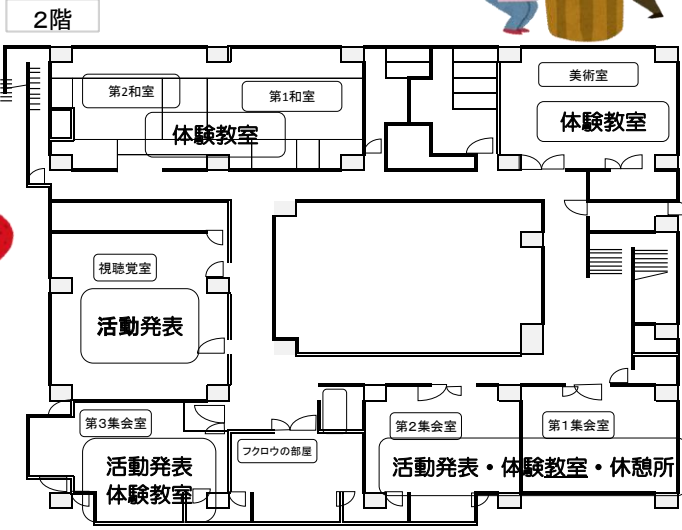 2階
第2和室
第1和室
体験教室
美術室
体験教室
視聴覚室
活動発表
第3集会室
活動発表
体験教室
フクロウの部屋
第2集会室
第1集会室
活動発表・体験教室・休憩所